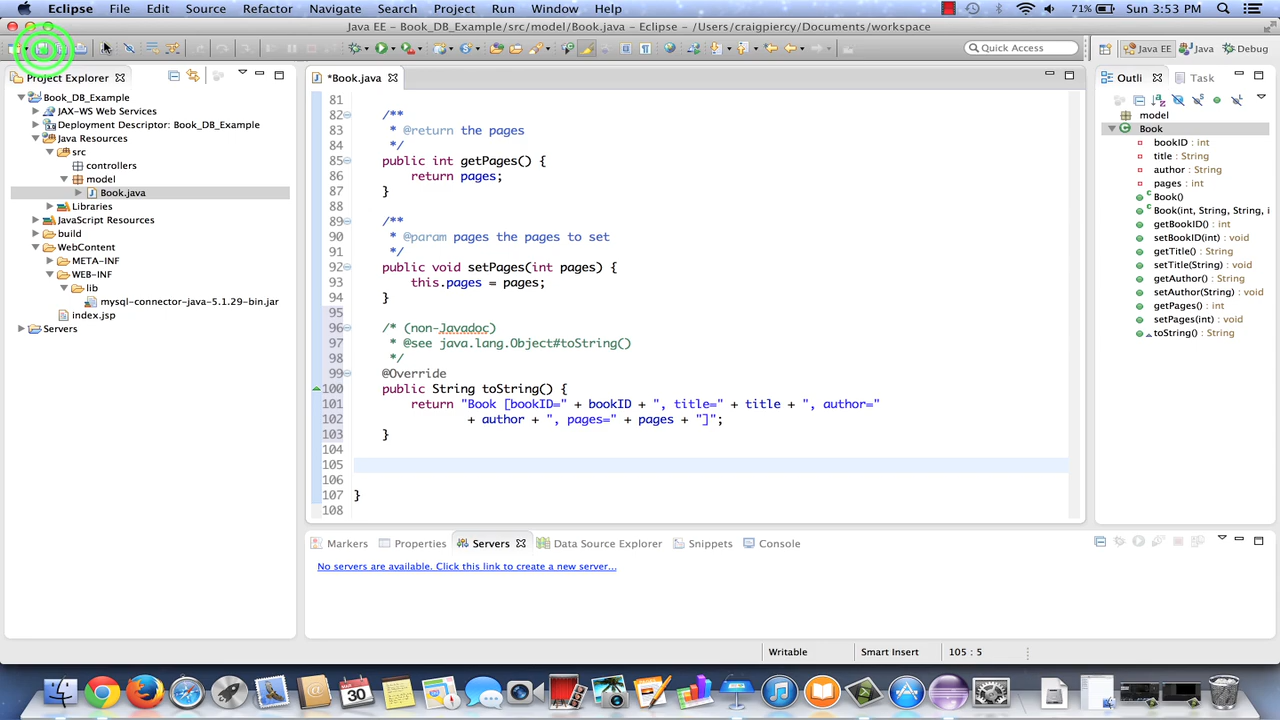 Eclipse File Edit Source Refactor Navigate Search Project Run Window Help 71% Sun 3:53 PM
Java EE - Book_DB_Example/src/model/Book.java - Eclipse - /Users/craigpiercy/Documents/workspace
Quick Access Java EE Java Debug
Project Explorer
Book_DB_Example
JAX-WS Web Services
Deployment Descriptor: Book_DB_Example
Java Resources
src
controllers
model
Book.java
Libraries
JavaScript Resources
build
WebContent
META-INF
WEB-INF
lib
mysql-connector-java-5.1.29-bin.jar
index.jsp
Servers
*Book.java
81
82 /**
83 * @return the pages
84 */
85 public int getPages() {
86 return pages;
87 }
88
89 /**
90 * @param pages the pages to set
91 */
92 public void setPages(int pages) {
93 this.pages = pages;
94 }
95
96 /* (non-Javadoc)
97 * @see java.lang.Object#toString()
98 */
99 @Override
100 public String toString() {
101 return "Book [bookID=" + bookID + ", title=" + title + ", author="
102 + author + ", pages=" + pages + "]";
103 }
104
105
106
107 }
108
Outli Task
model
Book
bookID : int
title : String
author : String
pages : int
Book()
Book(int, String, String, i
getBookID() : int
setBookID(int) : void
getTitle() : String
setTitle(String) : void
getAuthor() : String
setAuthor(String) : void
getPages() : int
setPages(int) : void
toString() : String
Markers Properties Servers Data Source Explorer Snippets Console
No servers are available. Click this link to create a new server...
Writable Smart Insert 105 : 5